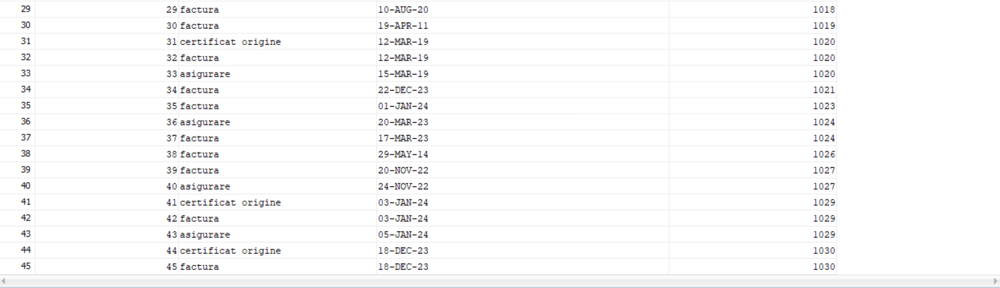 29 29 factura 10-AUG-20 1018
30 30 factura 19-APR-11 1019
31 31 certificat origine 12-MAR-19 1020
32 32 factura 12-MAR-19 1020
33 33 asigurare 15-MAR-19 1020
34 34 factura 22-DEC-23 1021
35 35 factura 01-JAN-24 1023
36 36 asigurare 20-MAR-23 1024
37 37 factura 17-MAR-23 1024
38 38 factura 29-MAY-14 1026
39 39 factura 20-NOV-22 1027
40 40 asigurare 24-NOV-22 1027
41 41 certificat origine 03-JAN-24 1029
42 42 factura 03-JAN-24 1029
43 43 asigurare 05-JAN-24 1029
44 44 certificat origine 18-DEC-23 1030
45 45 factura 18-DEC-23 1030